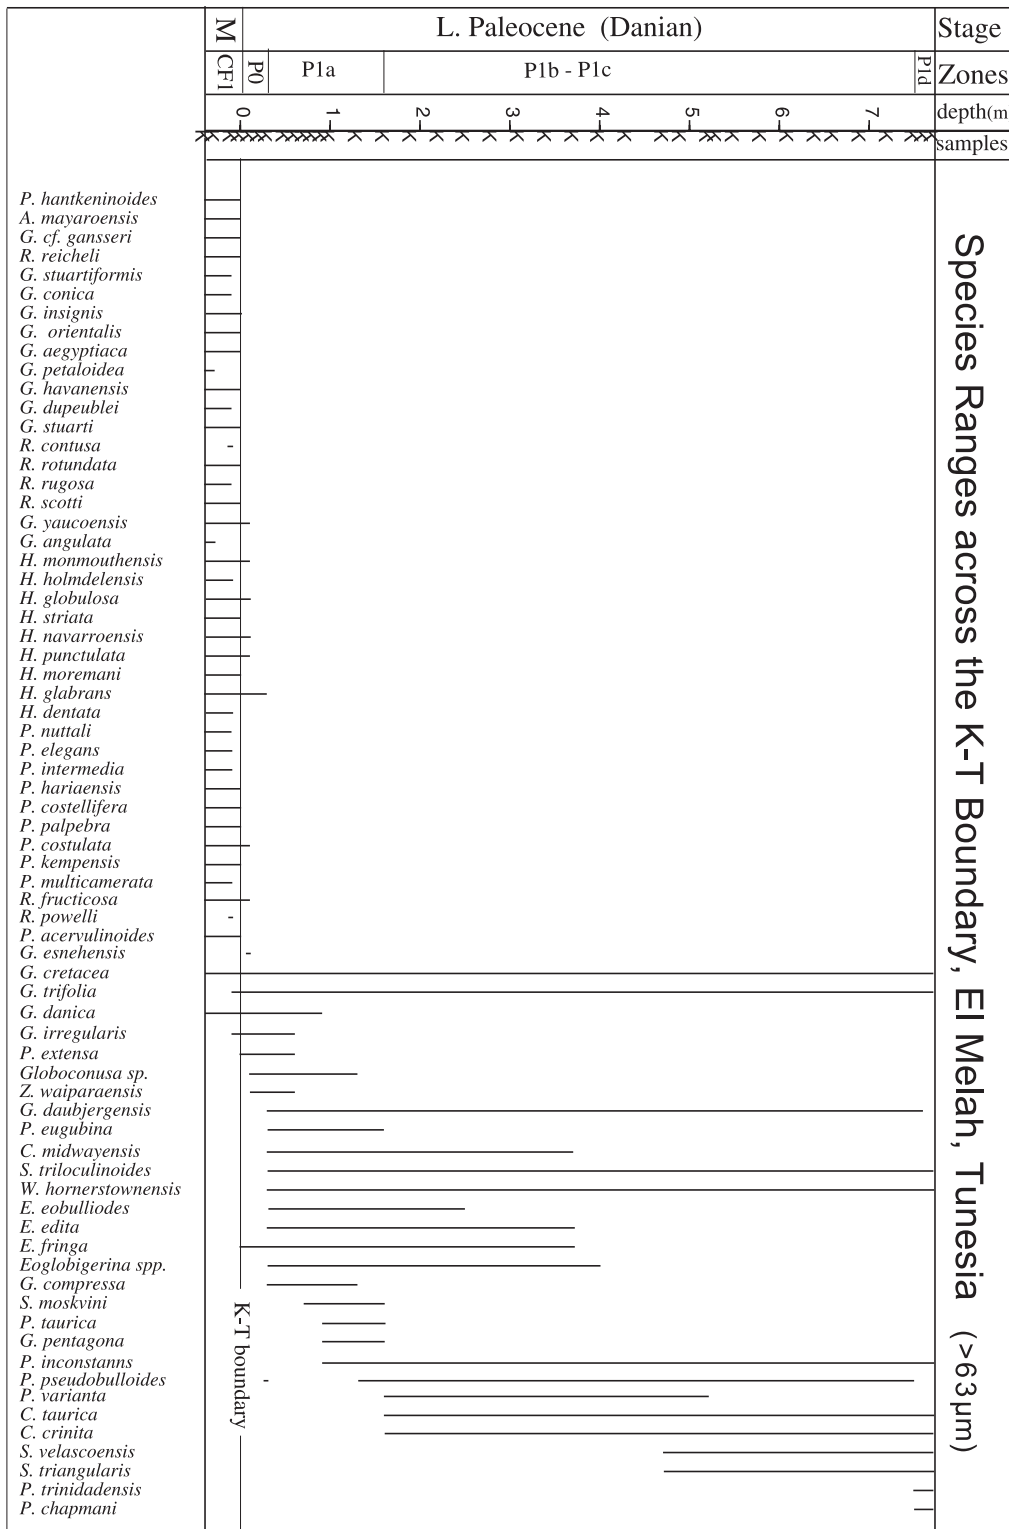 M L. Paleocene (Danian) Stage
CF1 P0 P1a P1b - P1c P1d Zones
0 1 2 3 4 5 6 7 depth(m
samples
P. hantkeninoides
A. mayaroensis
G. cf. gansseri
R. reicheli
G. stuartiformis
G. conica
G. insignis
G. orientalis
G. aegyptiaca
G. petaloidea
G. havanensis
G. dupeublei
G. stuarti
R. contusa
R. rotundata
R. rugosa
R. scotti
G. yaucoensis
G. angulata
H. monmouthensis
H. holmdelensis
H. globulosa
H. striata
H. navarroensis
H. punctulata
H. moremani
H. glabrans
H. dentata
P. nuttali
P. elegans
P. intermedia
P. hariaensis
P. costellifera
P. palpebra
P. costulata
P. kempensis
P. multicamerata
R. fructicosa
R. powelli
P. acervulinoides
G. esnehensis
G. cretacea
G. trifolia
G. danica
G. irregularis
P. extensa
Globoconusa sp.
Z. waiparaensis
G. daubjergensis
P. eugubina
C. midwayensis
S. triloculinoides
W. hornerstownensis
E. eobulliodes
E. edita
E. fringa
Eoglobigerina spp.
G. compressa
S. moskvini
P. taurica
G. pentagona
P. inconstanns
P. pseudobulloides
P. varianta
C. taurica
C. crinita
S. velascoensis
S. triangularis
P. trinidadensis
P. chapmani
K-T boundary
Species Ranges across the K-T Boundary, El Melah, Tunesia (>63µm)